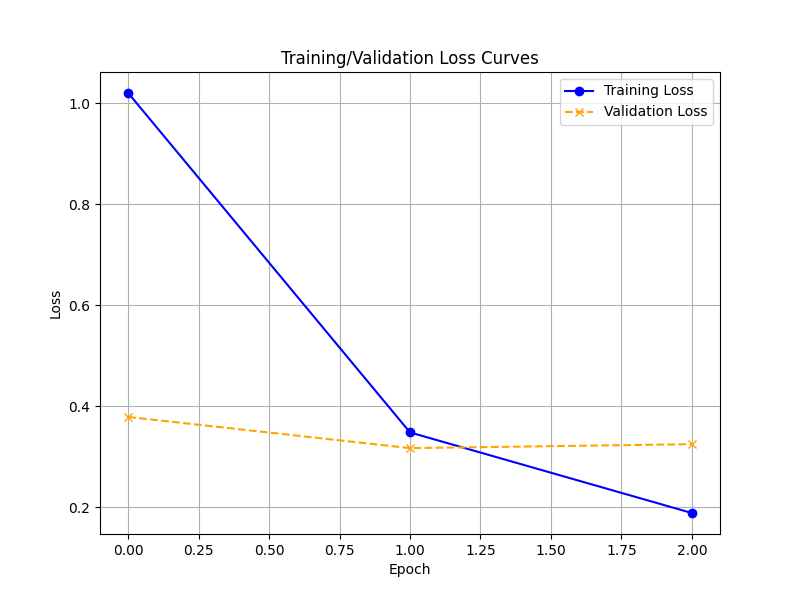 Training/Validation Loss Curves
Training Loss
Validation Loss
1.0
0.8
0.6
0.4
0.2
Loss
0.00 0.25 0.50 0.75 1.00 1.25 1.50 1.75 2.00
Epoch